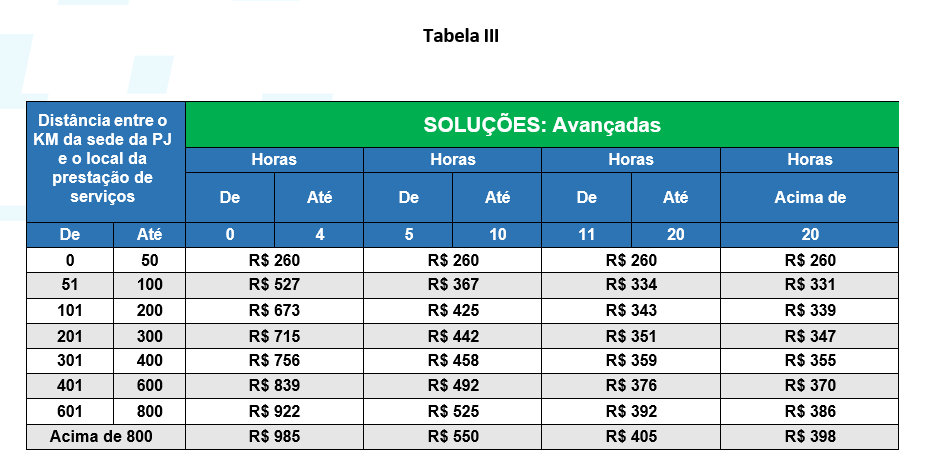 Tabela III
Distância entre o
KM da sede da PJ
e o local da
prestação de
serviços
SOLUÇÕES: Avançadas
Horas Horas Horas Horas
De Até De Até De Até Acima de
De Até 0 4 5 10 11 20 20
0 50 R$ 260 R$ 260 R$ 260 R$ 260
51 100 R$ 527 R$ 367 R$ 334 R$ 331
101 200 R$ 673 R$ 425 R$ 343 R$ 339
201 300 R$ 715 R$ 442 R$ 351 R$ 347
301 400 R$ 756 R$ 458 R$ 359 R$ 355
401 600 R$ 839 R$ 492 R$ 376 R$ 370
601 800 R$ 922 R$ 525 R$ 392 R$ 386
Acima de 800 R$ 985 R$ 550 R$ 405 R$ 398